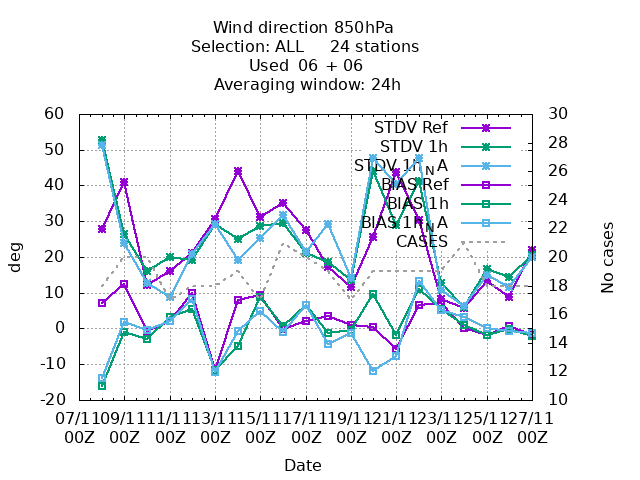 Wind direction 850hPa
Selection: ALL 24 stations
Used 06 + 06
Averaging window: 24h
60 30
STDV Ref
50 28
STDV 1h
STDV 1h_NA
40 26
BIAS Ref
24
BIAS 1h
30 22
BIAS 1h_NA
CASES
20 20
10 18
0 16
-10 14
12
-20 10
deg
No cases
07/11 09/11 11/11 13/11 15/11 17/11 19/11 21/11 23/11 25/11 27/11
00Z 00Z 00Z 00Z 00Z 00Z 00Z 00Z 00Z 00Z 00Z
Date